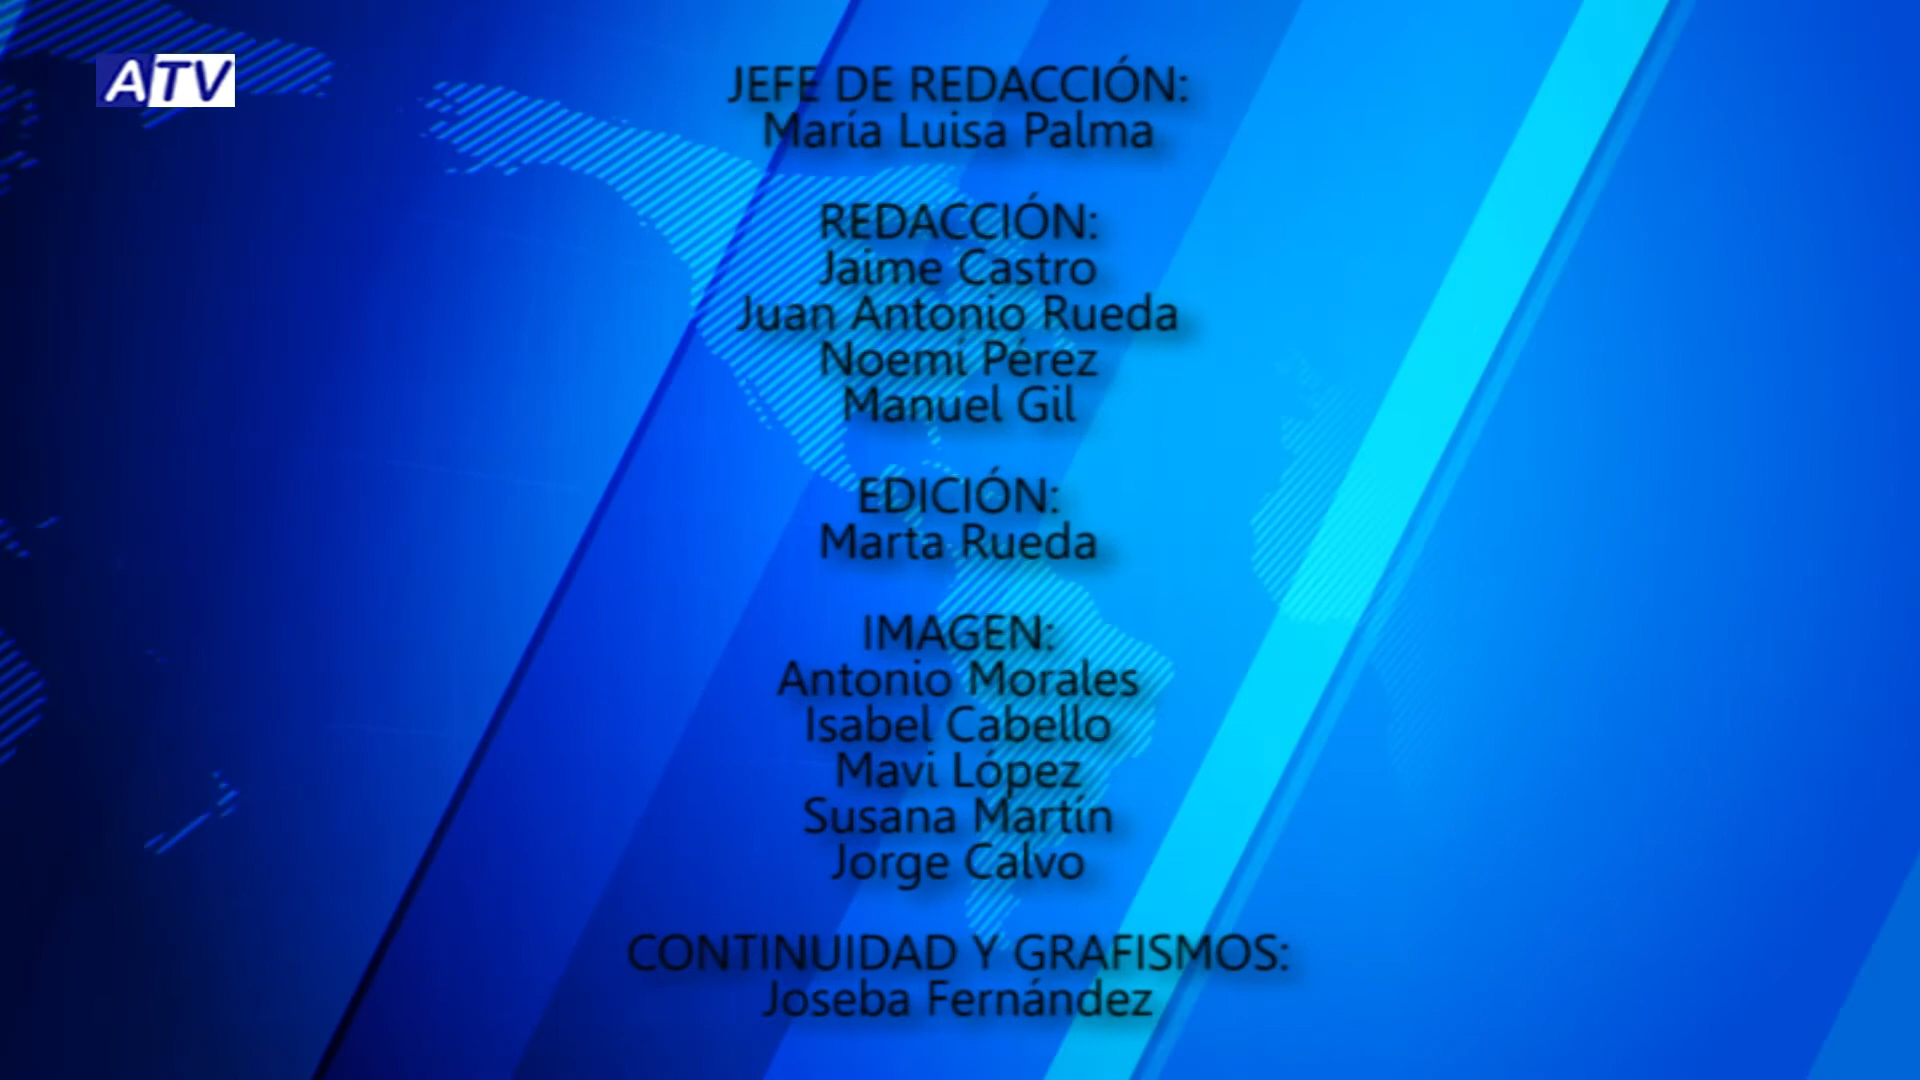 ATV
JEFE DE REDACCIÓN:
María Luisa Palma
REDACCIÓN:
Jaime Castro
Juan Antonio Rueda
Noemí Pérez
Manuel Gil
EDICIÓN:
Marta Rueda
IMAGEN:
Antonio Morales
Isabel Cabello
Mavi López
Susana Martín
Jorge Calvo
CONTINUIDAD Y GRAFISMOS:
Joseba Fernández